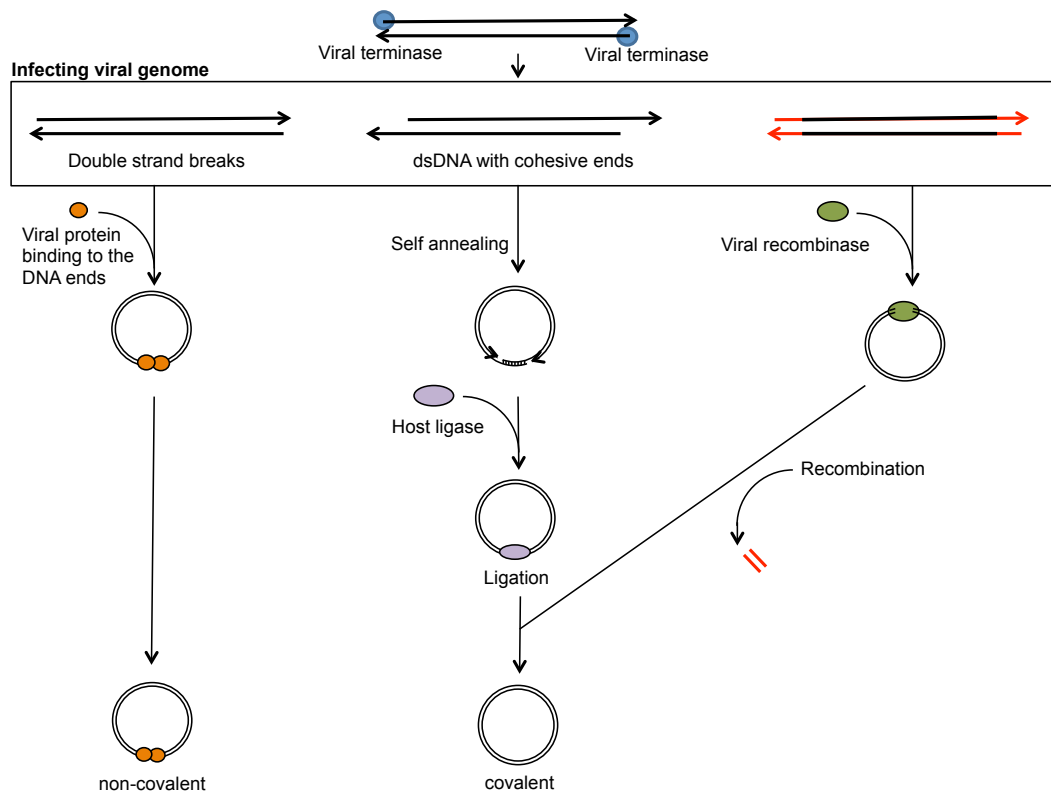 Viral terminase
Viral terminase
Infecting viral genome
Double strand breaks
dsDNA with cohesive ends
Viral protein
binding to the
DNA ends
Self annealing
Viral recombinase
Host ligase
Recombination
Ligation
non-covalent
covalent